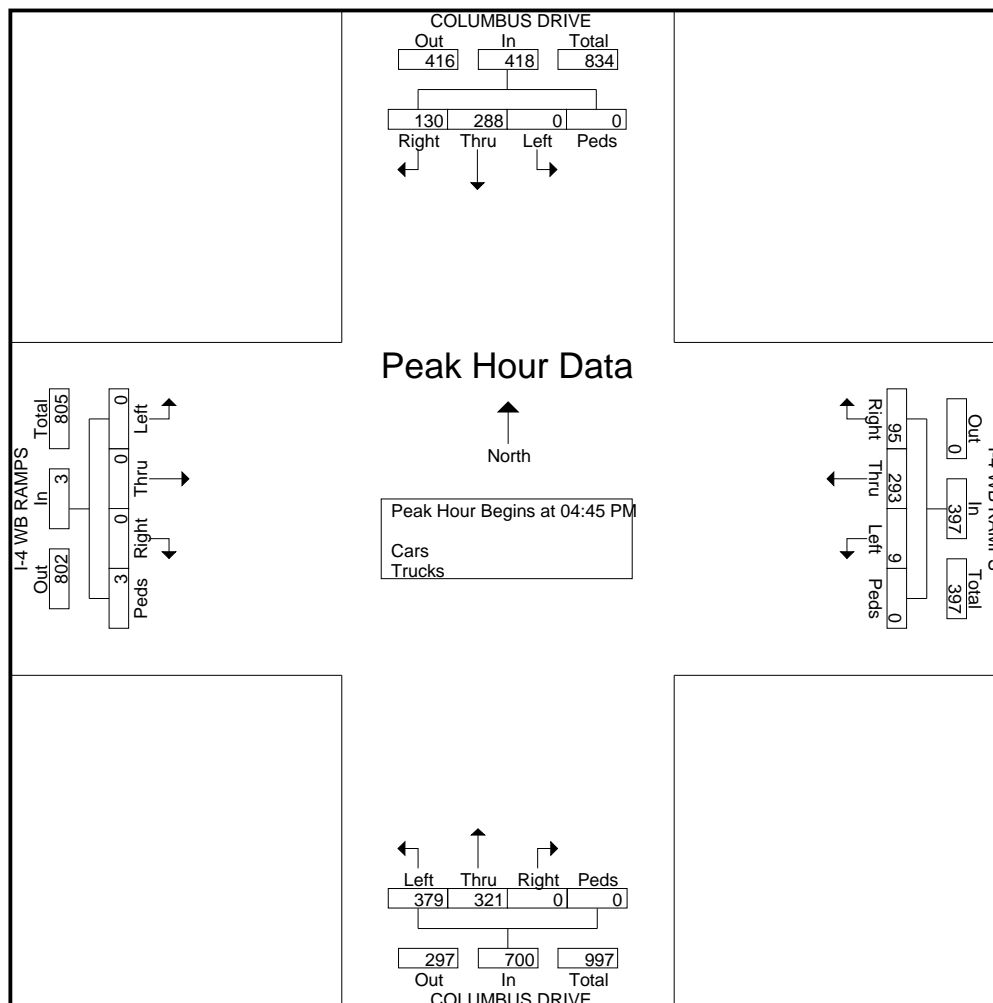 COLUMBUS DRIVE
Out In Total
416 418 834
130 288 0 0
Right Thru Left Peds
Peak Hour Data
North
Peak Hour Begins at 04:45 PM
Cars
Trucks
I-4 WB RAMPS
Out In Total
802 3 805
0 0 0 3
Left Thru Right Peds
I-4 WB RAMPS
Out In Total
0 397 397
95 293 9 0
Right Thru Left Peds
Left Thru Right Peds
379 321 0 0
297 700 997
Out In Total
COLUMBUS DRIVE